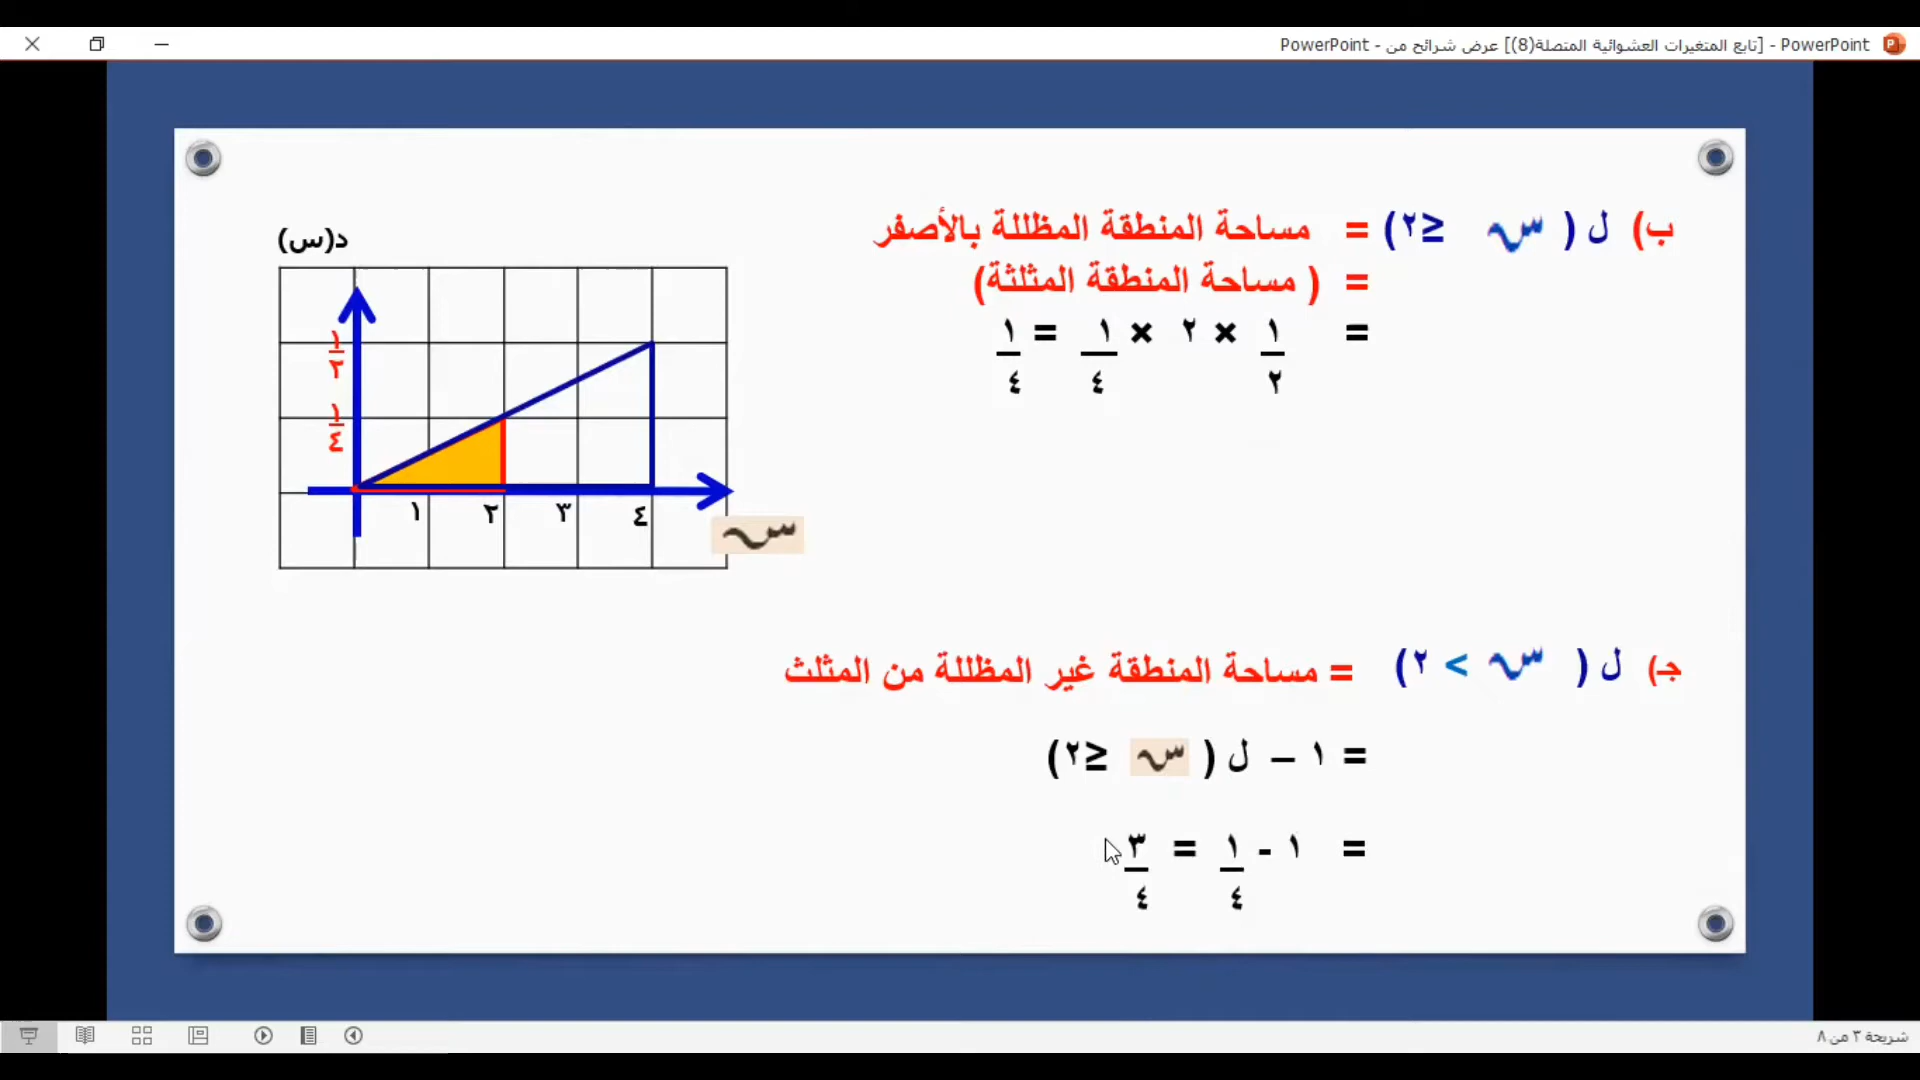 PowerPoint - [تابع المتغيرات العشوائية المتصلة(8)] عرض شرائح من - PowerPoint
ب) ل ( س ≤ ٢) = مساحة المنطقة المظللة بالأصفر
= ( مساحة المنطقة المثلثة)
= ١/٢ × ٢ × ١/٤ = ١/٤
د(س)
١/٢
١/٤
١ ٢ ٣ ٤
س
جـ) ل ( س > ٢) = مساحة المنطقة غير المظللة من المثلث
= ١ – ل ( س ≤ ٢)
= ١ - ١/٤ = ٣/٤
شريحة ٣ من ٨